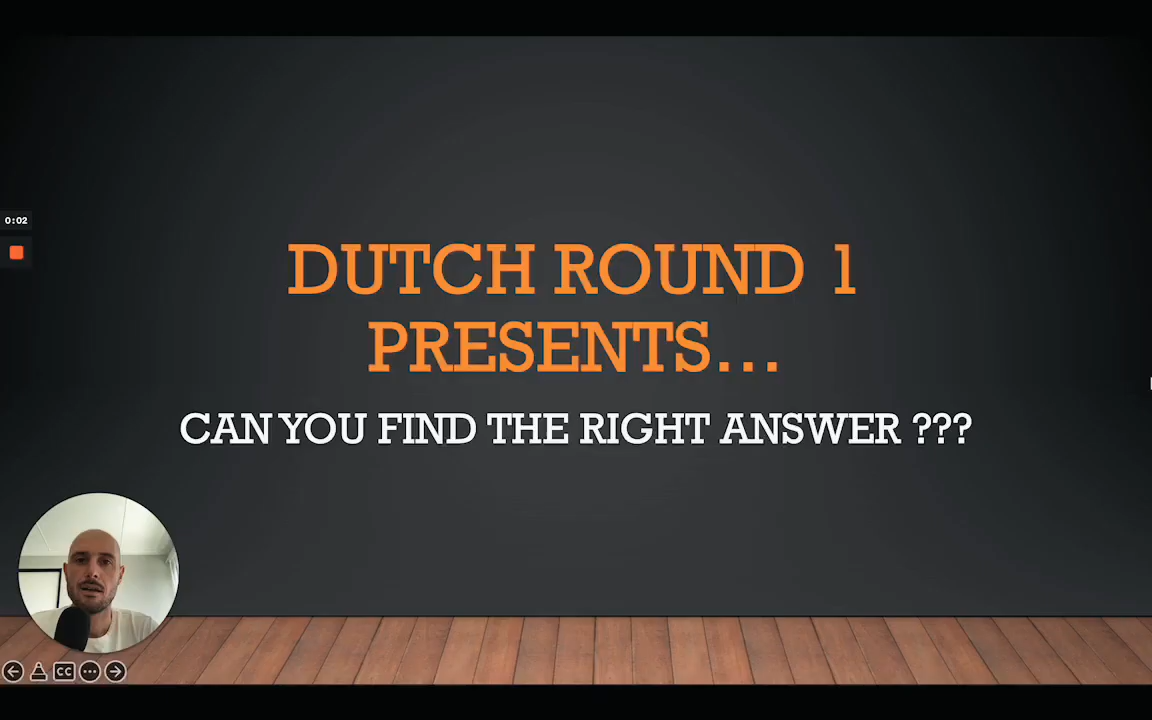 DUTCH ROUND 1
PRESENTS...
CAN YOU FIND THE RIGHT ANSWER ???
0:02
CC